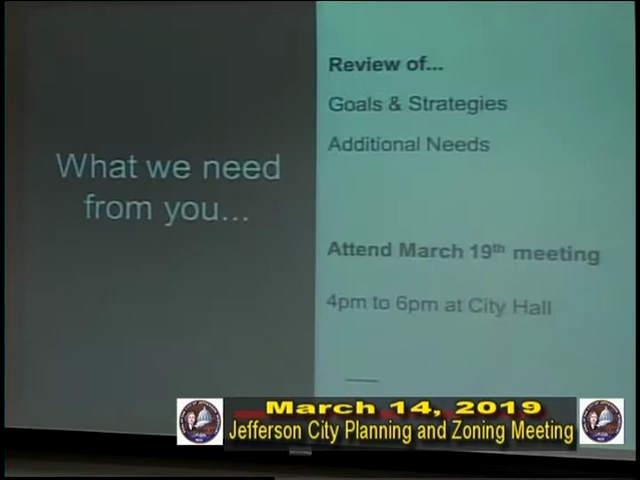 What we need
from you...
Review of...
Goals & Strategies
Additional Needs
Attend March 19th meeting
4pm to 6pm at City Hall
March 14, 2019
Jefferson City Planning and Zoning Meeting